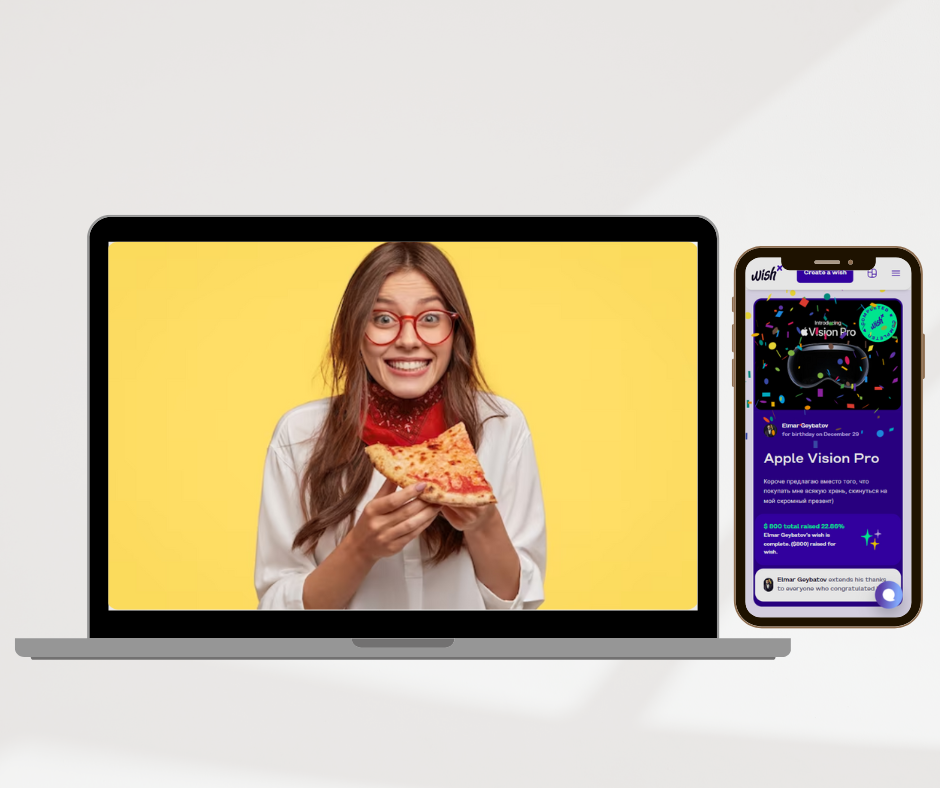 wishx
Create a wish
Introducing
Vision Pro
COMPLETED
wish
Elmar Geybatov
for birthday on December 29
Apple Vision Pro
Короче предлагаю вместо того, что
покупать мне всякую хрень, скинуться на
мой скромный презент)
$ 800 total raised 22.86%
Elmar Geybatov's wish is
complete. ($800) raised for
wish.
Elmar Geybatov extends his thanks
to everyone who congratulated